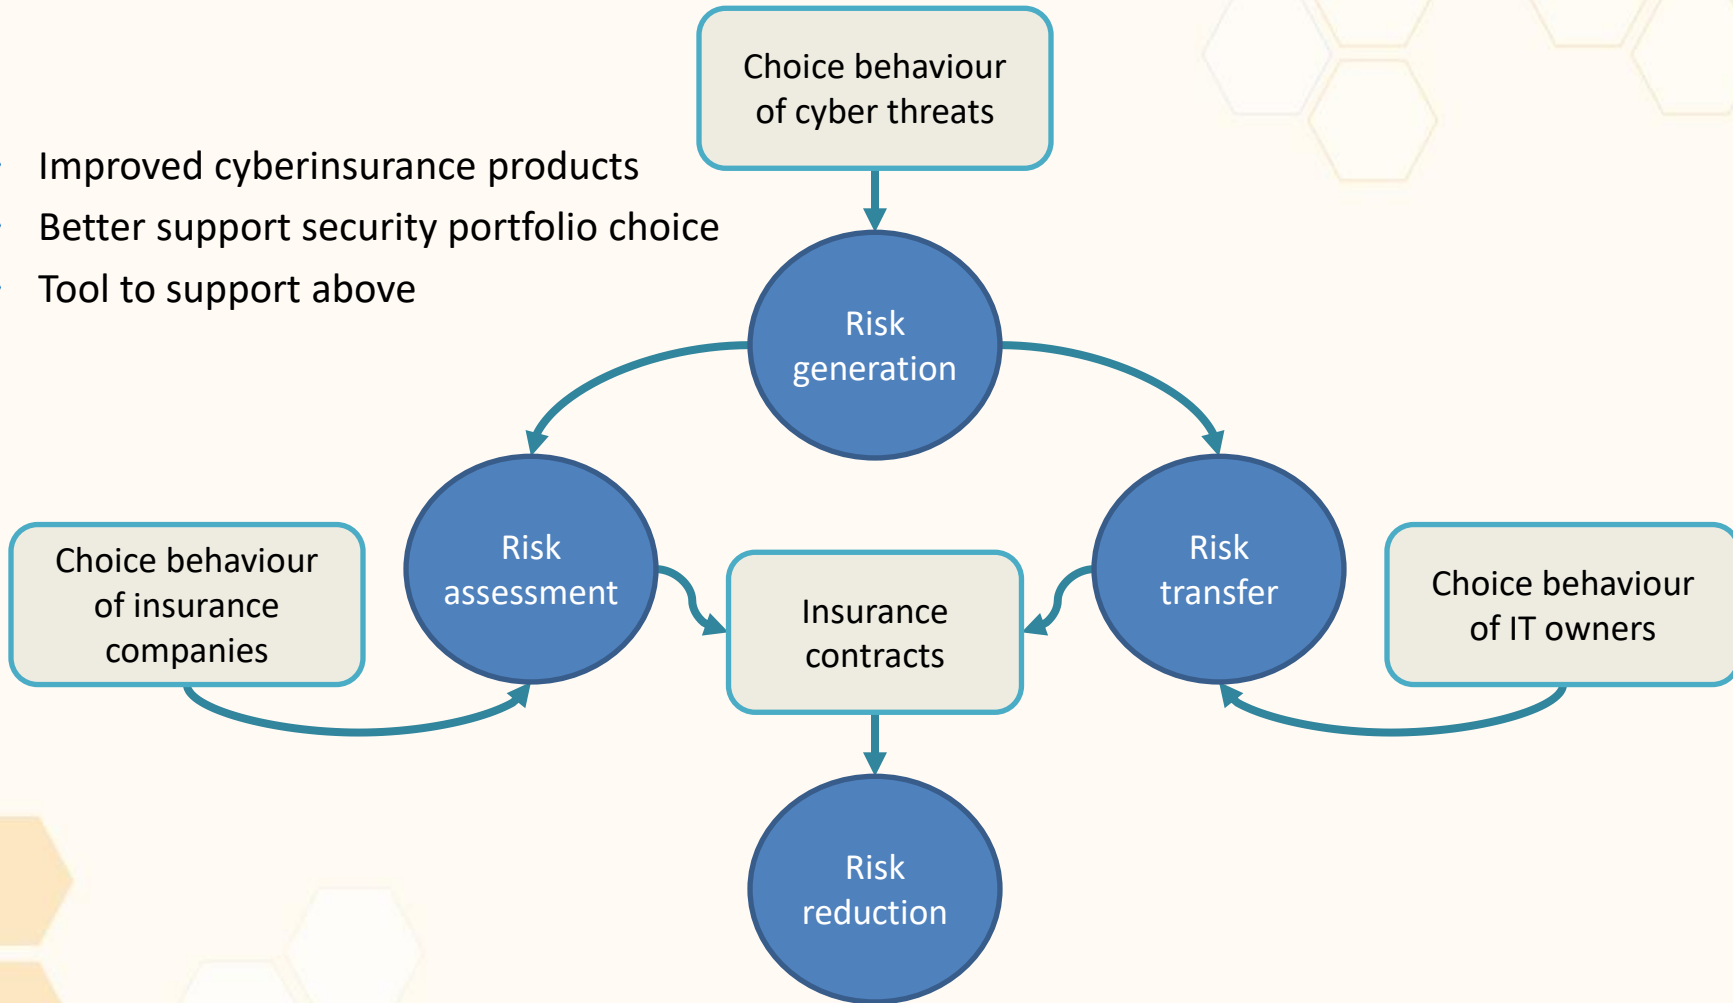 Choice behaviour
of cyber threats
Improved cyberinsurance products
Better support security portfolio choice
Tool to support above
Risk
generation
Risk
assessment
Risk
transfer
Choice behaviour
of insurance
companies
Insurance
contracts
Choice behaviour
of IT owners
Risk
reduction